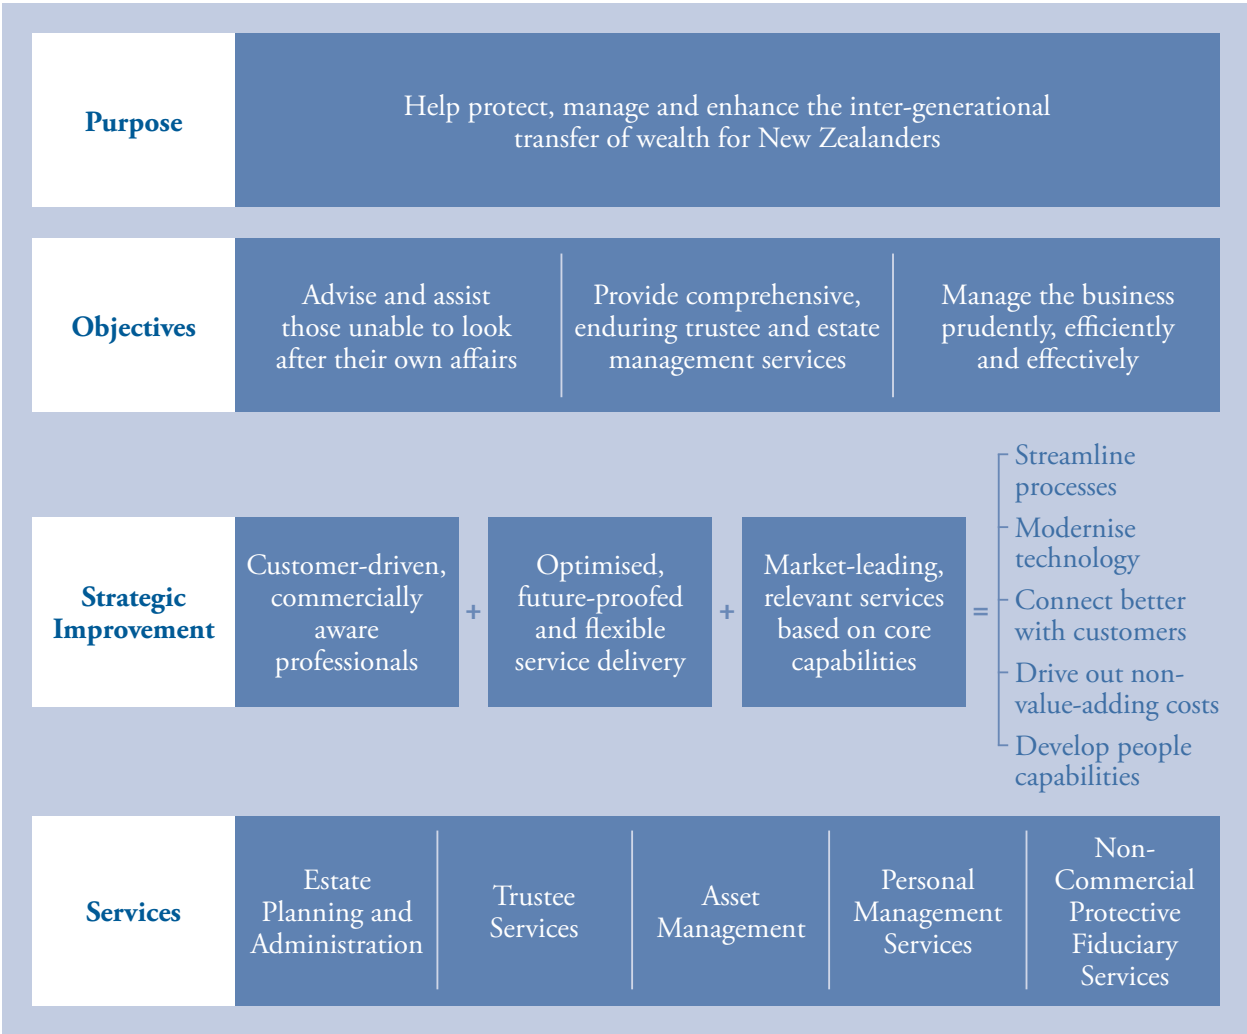 Purpose
Help protect, manage and enhance the inter-generational
transfer of wealth for New Zealanders
Objectives
Advise and assist
those unable to look
after their own affairs
Provide comprehensive,
enduring trustee and estate
management services
Manage the business
prudently, efficiently
and effectively
Strategic
Improvement
Customer-driven,
commercially
aware
professionals
+
Optimised,
future-proofed
and flexible
service delivery
+
Market-leading,
relevant services
based on core
capabilities
=
Streamline
processes
Modernise
technology
Connect better
with customers
Drive out non-
value-adding costs
Develop people
capabilities
Services
Estate
Planning and
Administration
Trustee
Services
Asset
Management
Personal
Management
Services
Non-
Commercial
Protective
Fiduciary
Services